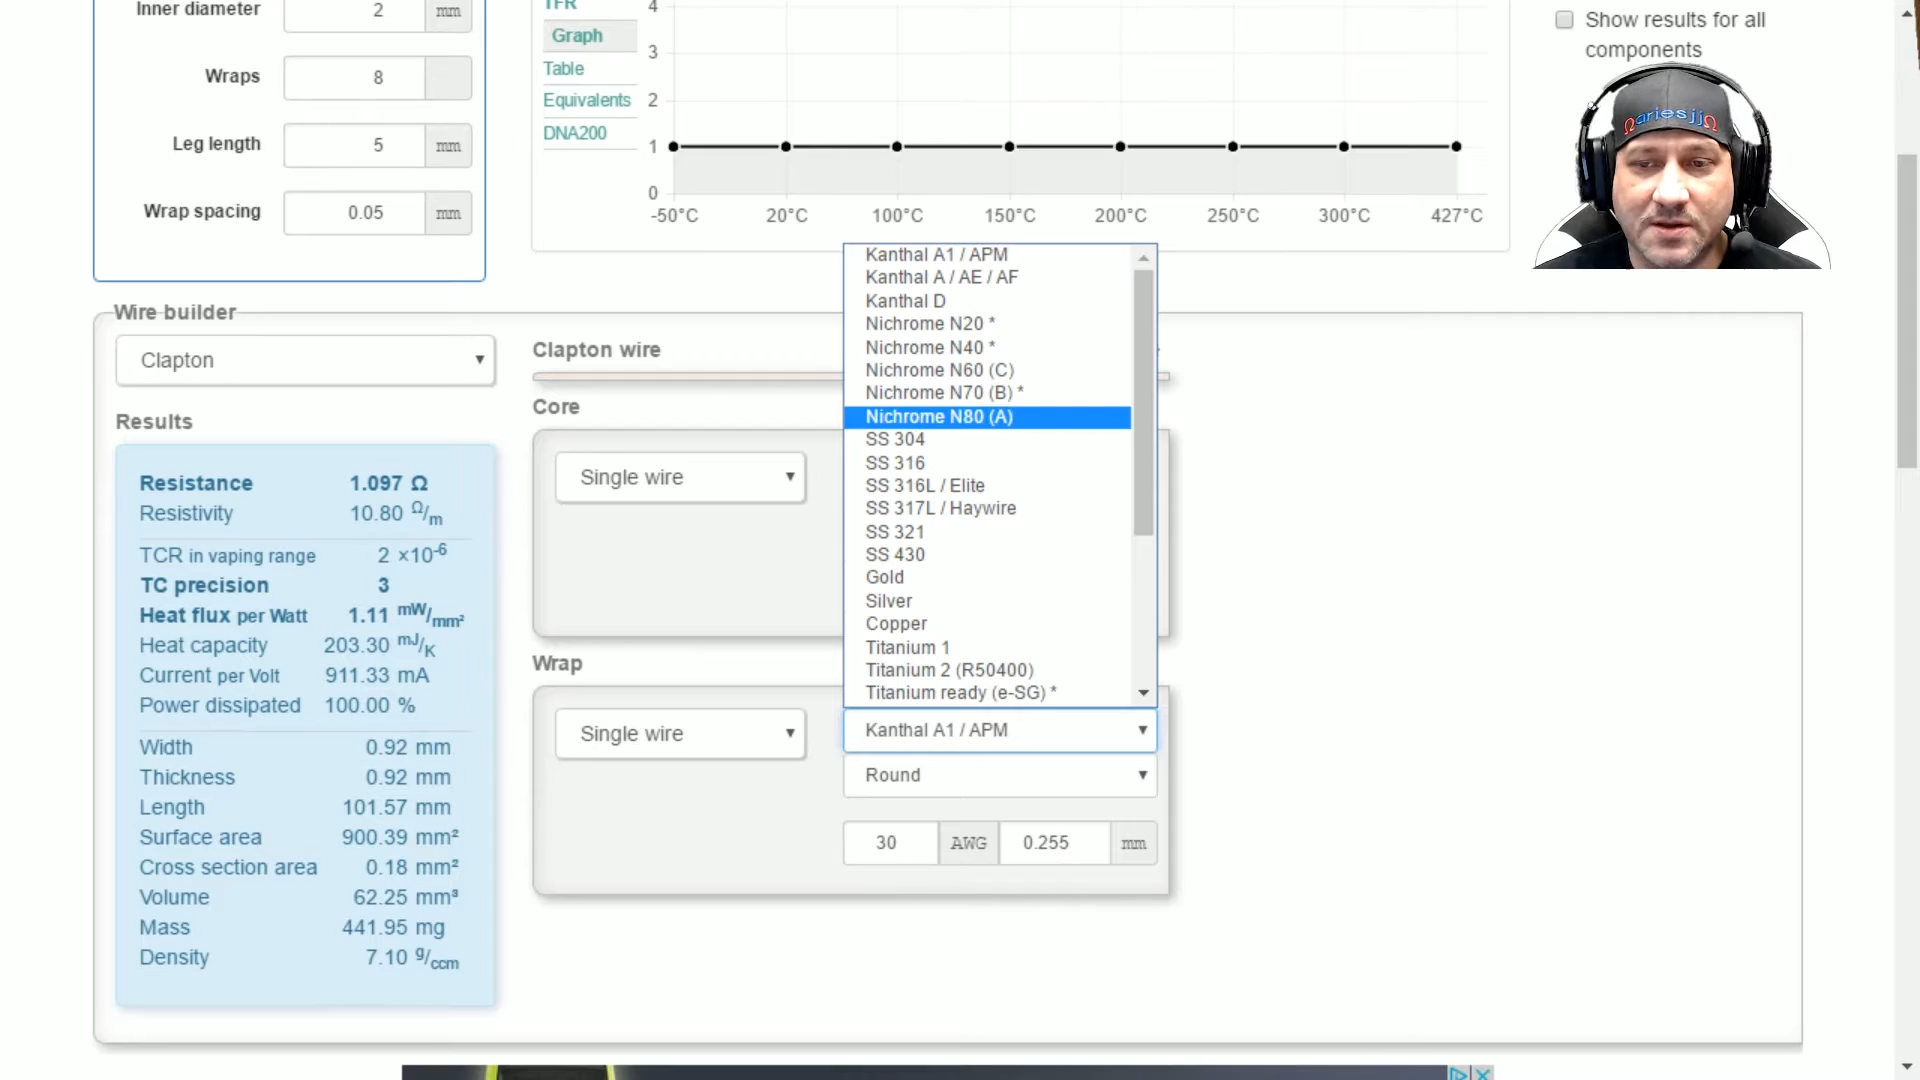 Inner diameter 2 mm
Wraps 8
Leg length 5 mm
Wrap spacing 0.05 mm
TFR
Graph
Table
Equivalents
DNA200
4
3
2
1
0
-50°C 20°C 100°C 150°C 200°C 250°C 300°C 427°C
Show results for all
components
ΩariesjjΩ
Wire builder
Clapton
Results
Resistance 1.097 Ω
Resistivity 10.80 Ω/m
TCR in vaping range 2 ×10-6
TC precision 3
Heat flux per Watt 1.11 mW/mm²
Heat capacity 203.30 mJ/K
Current per Volt 911.33 mA
Power dissipated 100.00 %
Width 0.92 mm
Thickness 0.92 mm
Length 101.57 mm
Surface area 900.39 mm²
Cross section area 0.18 mm²
Volume 62.25 mm³
Mass 441.95 mg
Density 7.10 g/ccm
Clapton wire
Core
Single wire
Kanthal A1 / APM
Kanthal A / AE / AF
Kanthal D
Nichrome N20 *
Nichrome N40 *
Nichrome N60 (C)
Nichrome N70 (B) *
Nichrome N80 (A)
SS 304
SS 316
SS 316L / Elite
SS 317L / Haywire
SS 321
SS 430
Gold
Silver
Copper
Titanium 1
Titanium 2 (R50400)
Titanium ready (e-SG) *
Wrap
Single wire
Kanthal A1 / APM
Round
30 AWG 0.255 mm